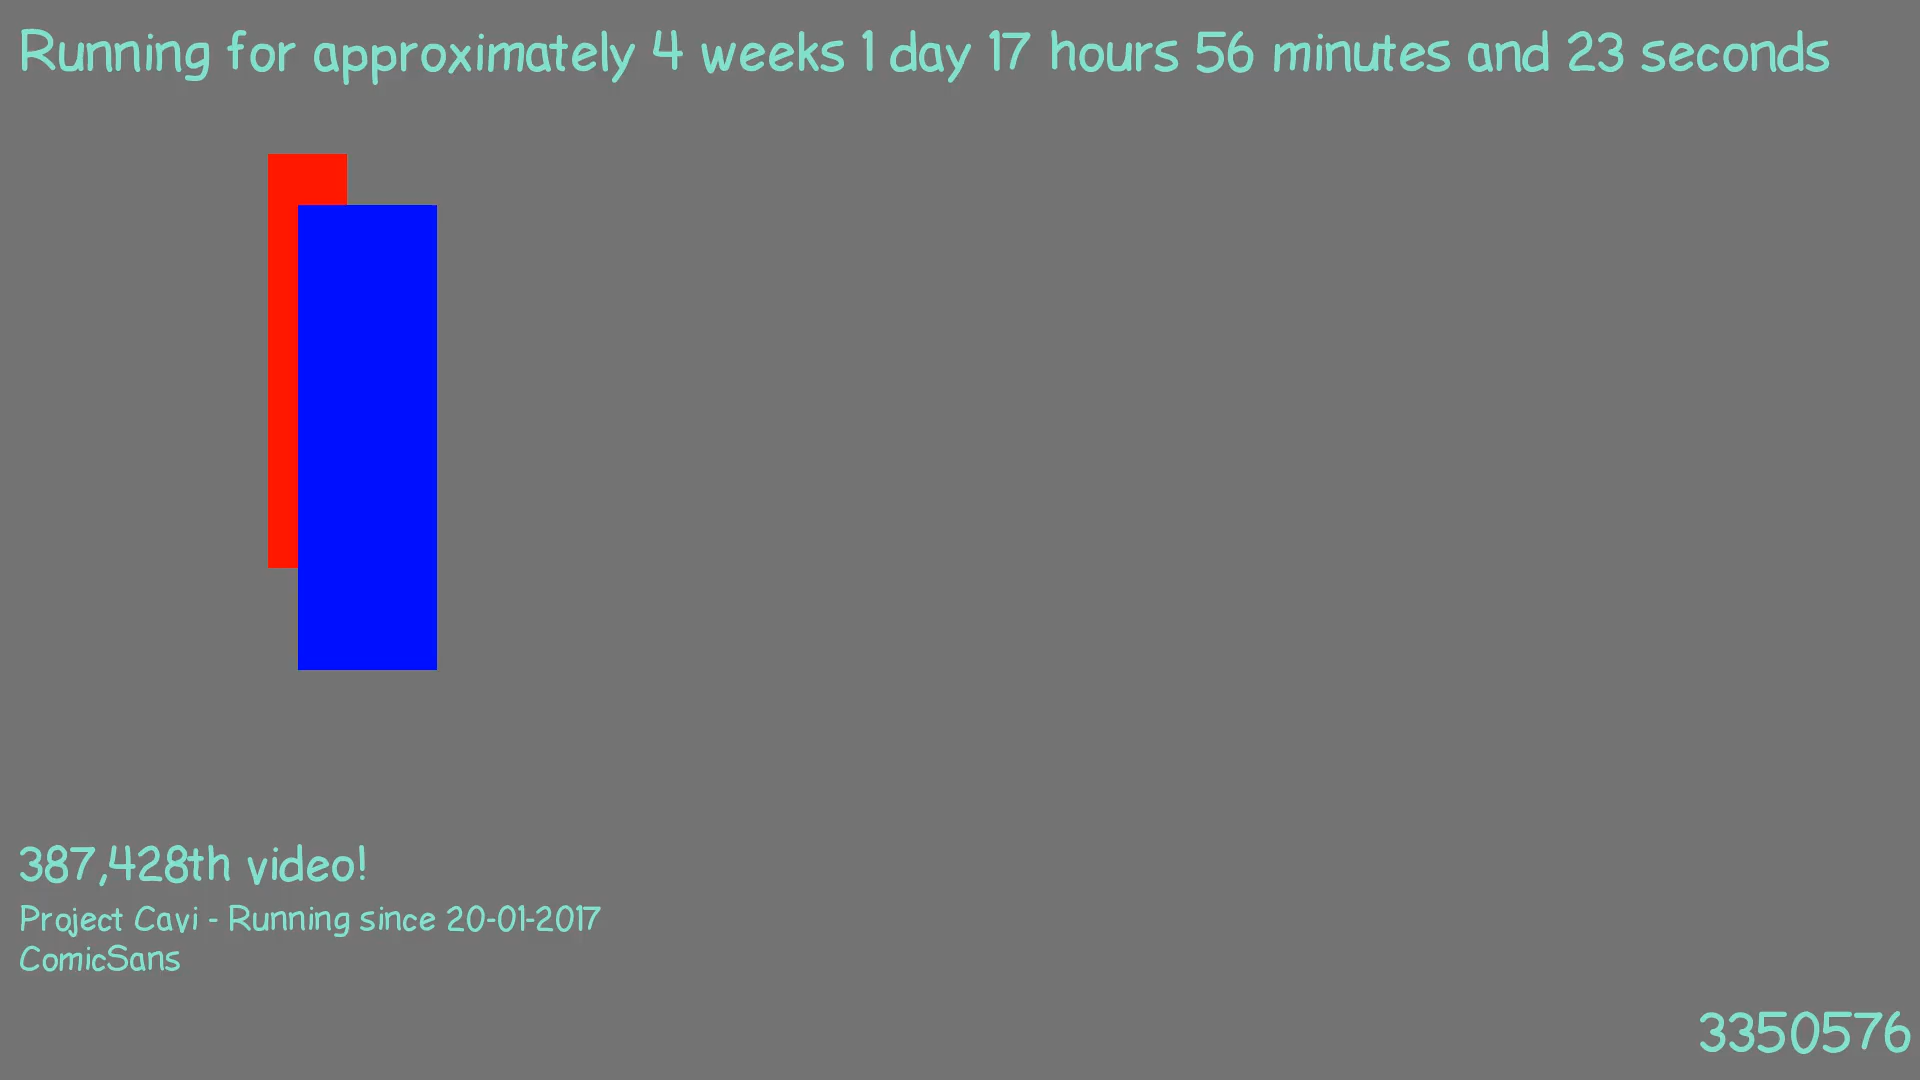 Running for approximately 4 weeks 1 day 17 hours 56 minutes and 23 seconds
387,428th video!
Project Cavi - Running since 20-01-2017
ComicSans
3350576